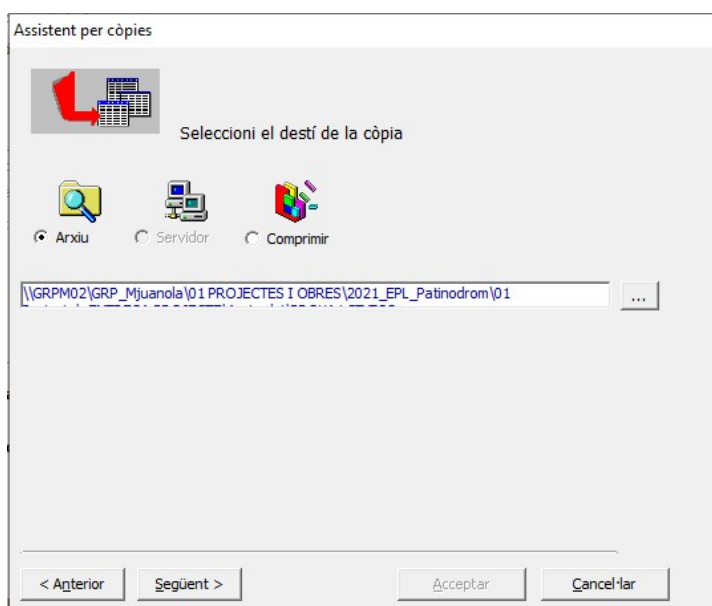 Assistent per còpies
Seleccioni el destí de la còpia
Arxiu Servidor Comprimir
\\GRPM02\GRP_Mjuanola\01 PROJECTES I OBRES\2021_EPL_Patinodrom\01
...
< Anterior Següent > Acceptar Cancel·lar